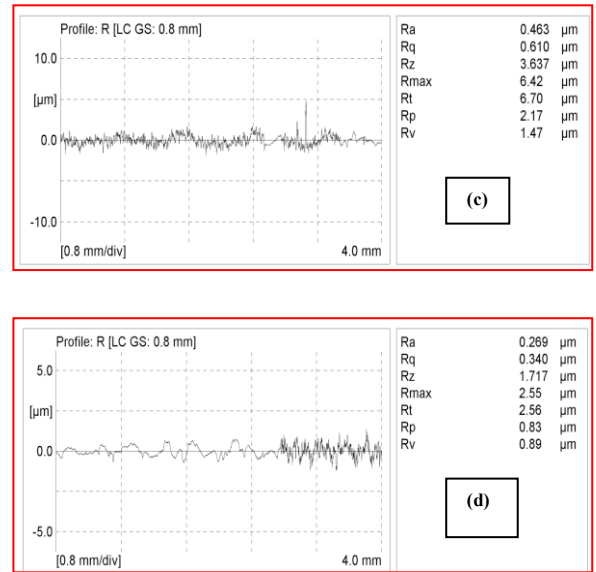 Profile: R [LC GS: 0.8 mm]
10.0
[µm]
0.0
-10.0
[0.8 mm/div] 4.0 mm
Ra 0.463 µm
Rq 0.610 µm
Rz 3.637 µm
Rmax 6.42 µm
Rt 6.70 µm
Rp 2.17 µm
Rv 1.47 µm
(c)
Profile: R [LC GS: 0.8 mm]
5.0
[µm]
0.0
-5.0
[0.8 mm/div] 4.0 mm
Ra 0.269 µm
Rq 0.340 µm
Rz 1.717 µm
Rmax 2.55 µm
Rt 2.56 µm
Rp 0.83 µm
Rv 0.89 µm
(d)